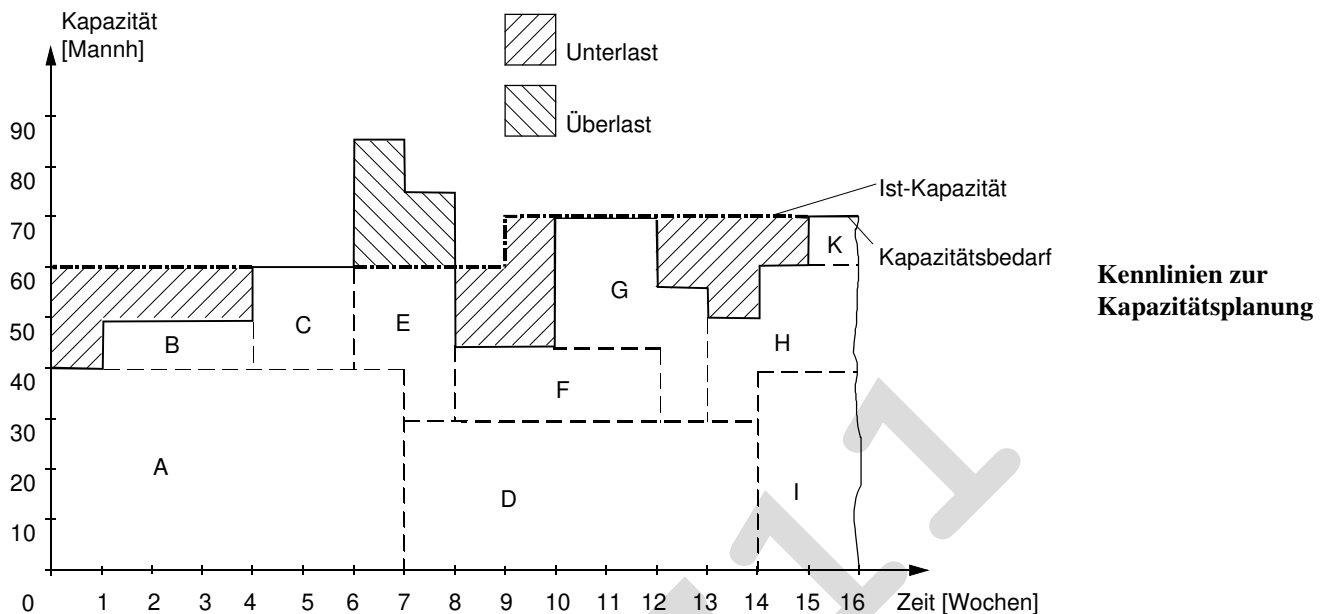 Kapazität
[Mannh]
Unterlast
Überlast
90
80
70
60
50
40
30
20
10
Ist-Kapazität
Kapazitätsbedarf
Kennlinien zur
Kapazitätsplanung
A
B
C
E
F
D
G
H
I
K
0 1 2 3 4 5 6 7 8 9 10 11 12 13 14 15 16 Zeit [Wochen]